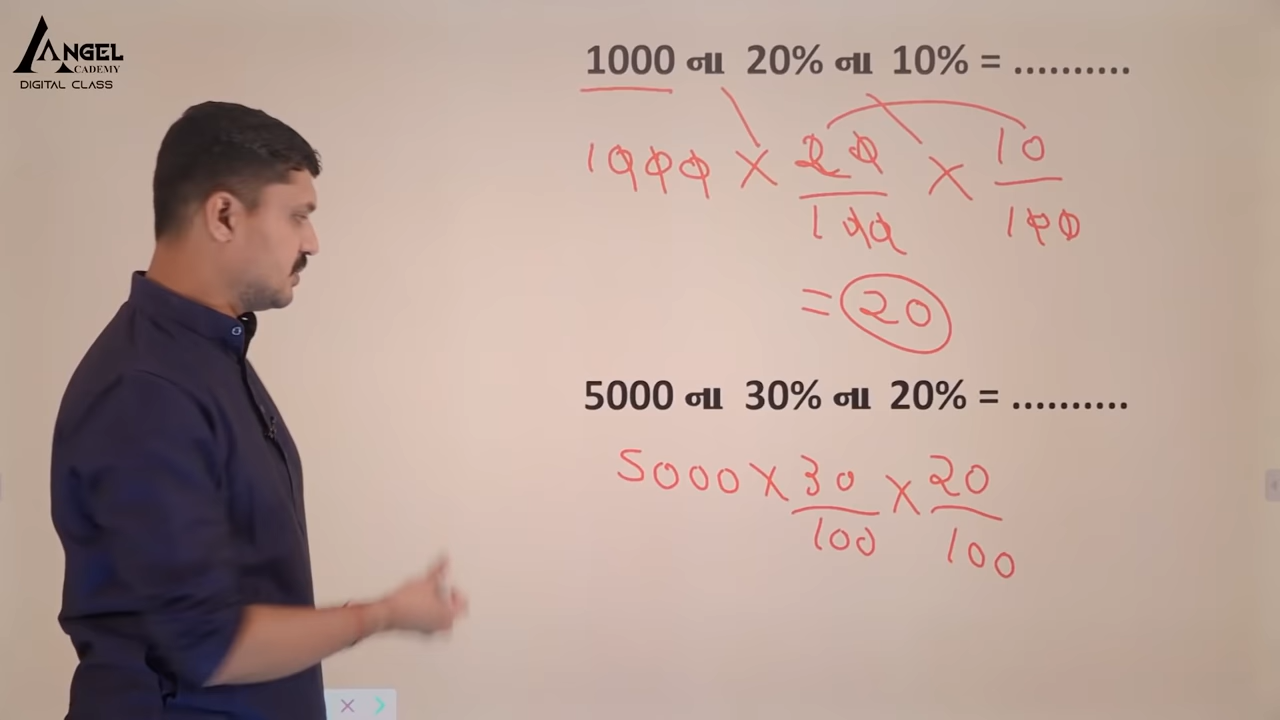 ANGEL
ACADEMY
DIGITAL CLASS
1000 ના 20% ના 10% = ..........
1000 × 20/100 × 10/100
= 20
5000 ના 30% ના 20% = ..........
5000 × 30/100 × 20/100